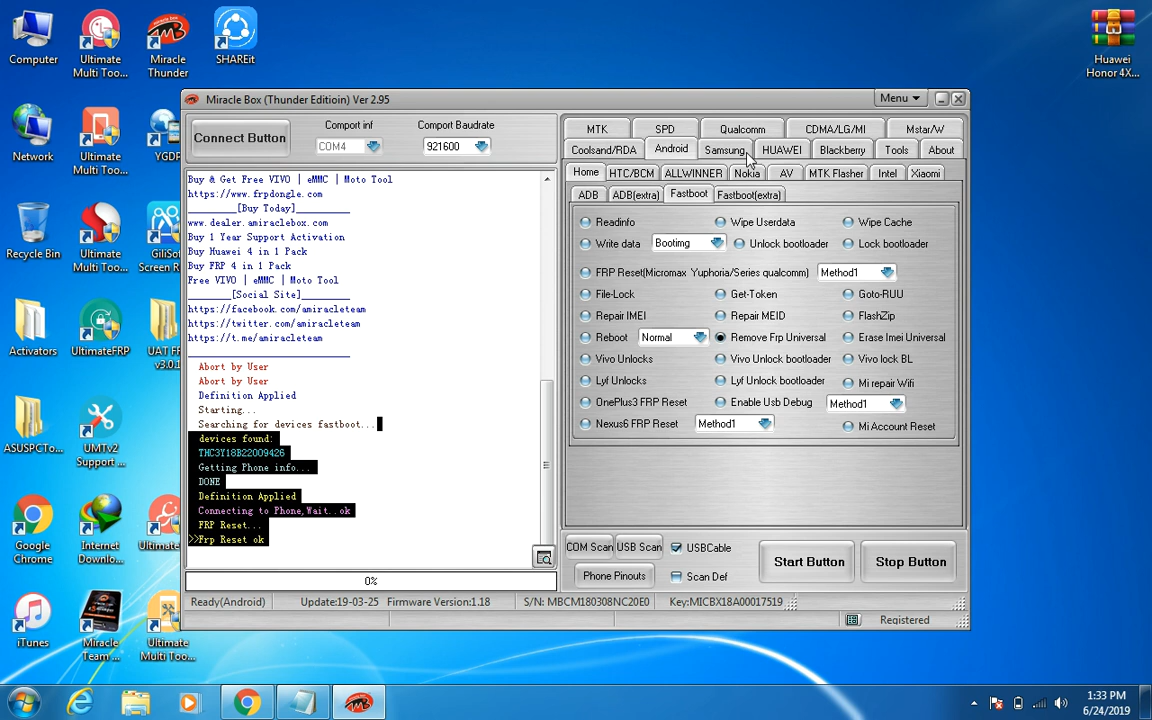 Computer
Ultimate
Multi Too...
Miracle
Thunder
SHAREit
Huawei
Honor 4X...
Network
Ultimate
Multi Too...
YGDP
Recycle Bin
Ultimate
Multi Too...
GiliSof
Screen R
Activators
UltimateFRP
UAT FF
v3.0.1
ASUSPCTo...
UMTv2
Support ...
Google
Chrome
Internet
Downlo...
Ultimate
iTunes
Miracle
Team ...
Ultimate
Multi Too...
Miracle Box (Thunder Editioin) Ver 2.95
Menu
Connect Button
Comport inf
COM4
Comport Baudrate
921600
Buy & Get Free VIVO | eMMC | Moto Tool
https://www.frpdongle.com
________[Buy Today]________
www.dealer.amiraclebox.com
Buy 1 Year Support Activation
Buy Huawei 4 in 1 Pack
Buy FRP 4 in 1 Pack
Free VIVO | eMMC | Moto Tool
_______[Social Site]_______
https://facebook.com/amiracleteam
https://twitter.com/amiracleteam
https://t.me/amiracleteam
Abort by User
Abort by User
Definition Applied
Starting...
Searching for devices fastboot...
devices found:
THC3Y18B22009426
Getting Phone info...
DONE
Definition Applied
Connecting to Phone,Wait..ok
FRP Reset...
>>Frp Reset ok
0%
MTK SPD Qualcomm CDMA/LG/MI Mstar/W
Coolsand/RDA Android Samsung HUAWEI Blackberry Tools About
Home HTC/BCM ALLWINNER Nokia AV MTK Flasher Intel Xiaomi
ADB ADB(extra) Fastboot Fastboot(extra)
Readinfo Wipe Userdata Wipe Cache
Write data Booting Unlock bootloader Lock bootloader
FRP Reset(Micromax Yuphoria/Series qualcomm) Method1
File-Lock Get-Token Goto-RUU
Repair IMEI Repair MEID FlashZip
Reboot Normal Remove Frp Universal Erase Imei Universal
Vivo Unlocks Vivo Unlock bootloader Vivo lock BL
Lyf Unlocks Lyf Unlock bootloader Mi repair Wifi
OnePlus3 FRP Reset Enable Usb Debug Method1
Nexus6 FRP Reset Method1 Mi Account Reset
COM Scan USB Scan USBCable
Phone Pinouts Scan Def
Start Button
Stop Button
Ready(Android) Update:19-03-25 Firmware Version:1.18 S/N: MBCM180308NC20E0 Key:MICBX18A00017519
Registered
1:33 PM
6/24/2019